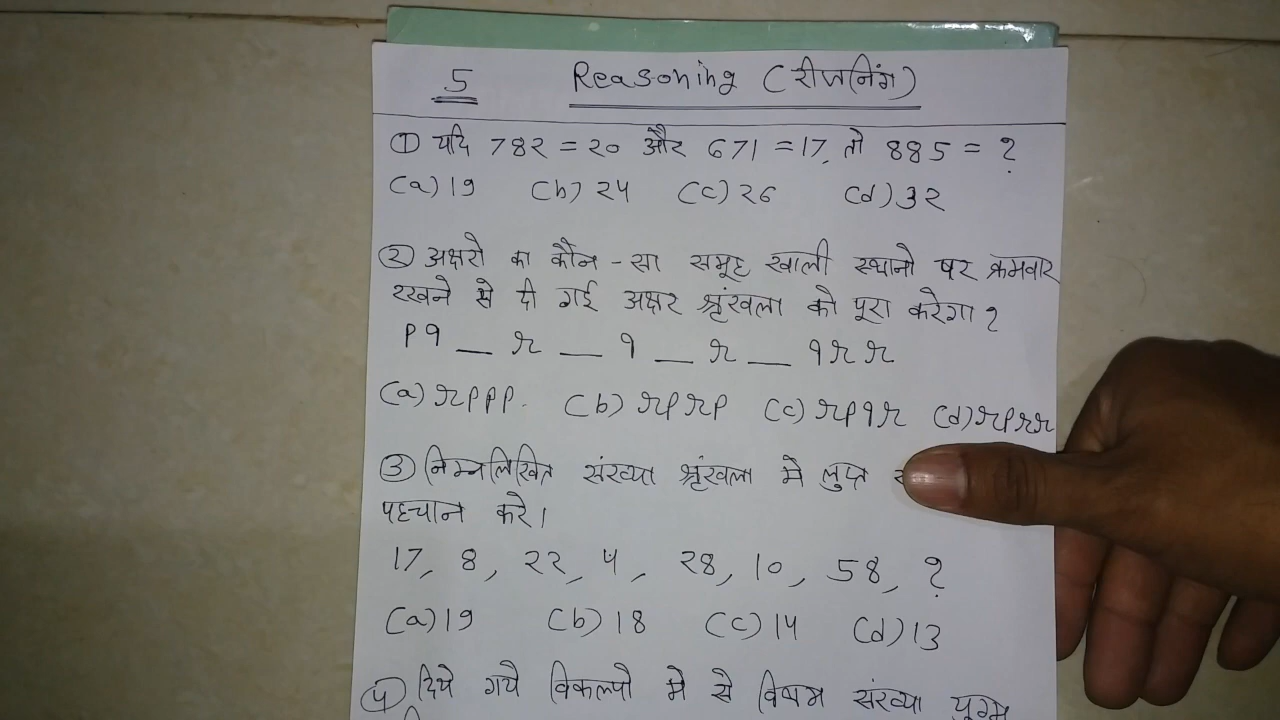 5 Reasoning (रीजनिंग)
① यदि 782 = 20 और 671 = 17, तो 885 = ?
(a) 19 (b) 24 (c) 26 (d) 32
② अक्षरो का कौन - सा समूह खाली स्थानो पर क्रमवार
रखने से दी गई अक्षर श्रृंखला को पूरा करेगा ?
pq __ r __ q __ r __ qrr
(a) rppp. (b) rprp (c) rpqr (d) rprr
③ निम्नलिखित संख्या श्रृंखला मे लुप्त
पहचान करे।
17, 8, 22, 4, 28, 10, 58, ?
(a) 19 (b) 18 (c) 14 (d) 13
④ दिये गये विकल्पो मे से विषम संख्या युग्म